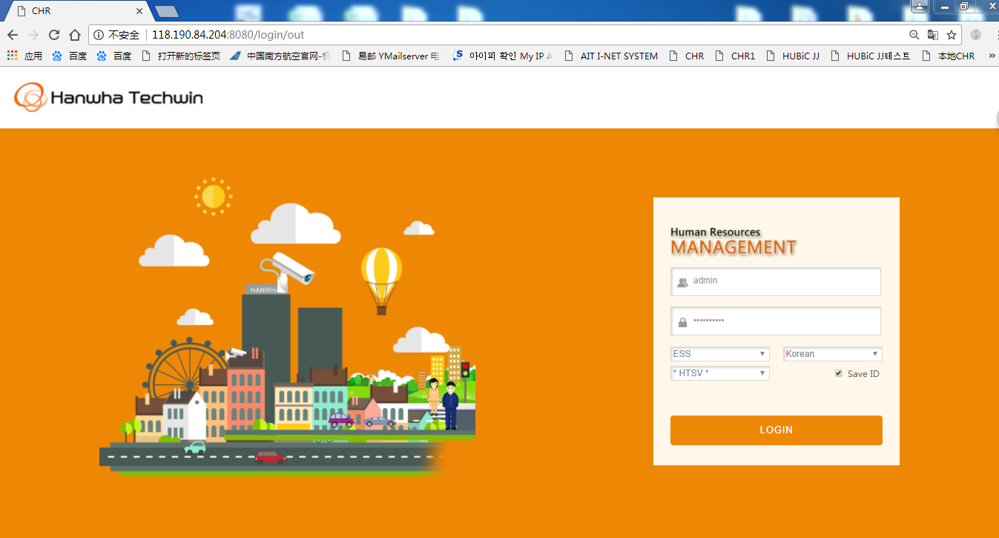 CHR
不安全 118.190.84.204:8080/login/out
应用 百度 百度 打开新的标签页 中国南方航空官网-机 易邮 YMailserver 电 아이피 확인 My IP A AIT I-NET SYSTEM CHR CHR1 HUBiC JJ HUBiC JJ테스트 本地CHR »
Hanwha Techwin
HANWHA
Human Resources
MANAGEMENT
admin
••••••••••
ESS Korean
* HTSV * Save ID
LOGIN